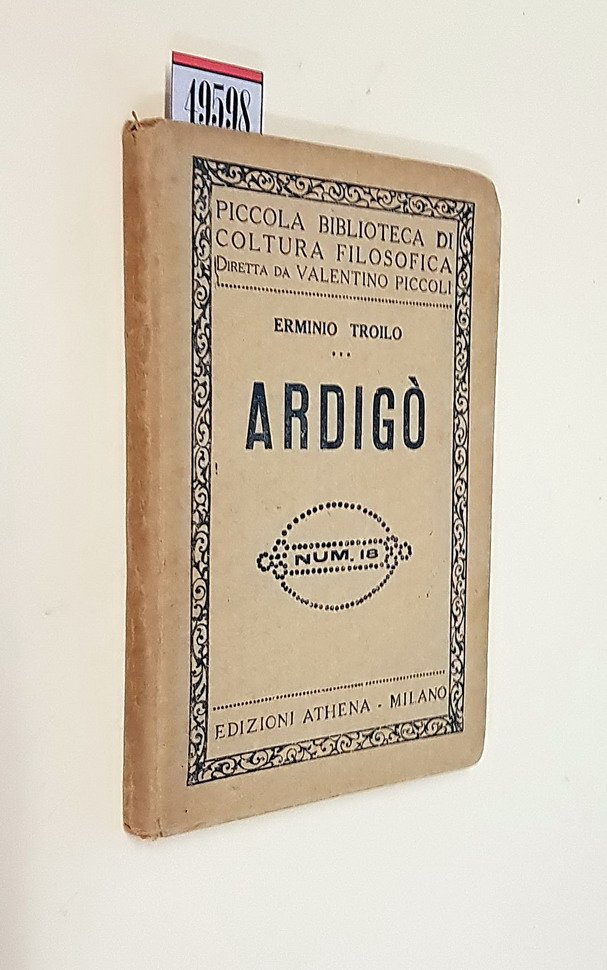 49598
PICCOLA BIBLIOTECA DI
COLTURA FILOSOFICA
DIRETTA DA VALENTINO PICCOLI
ERMINIO TROILO
ARDIGÒ
NUM. 18
EDIZIONI ATHENA - MILANO